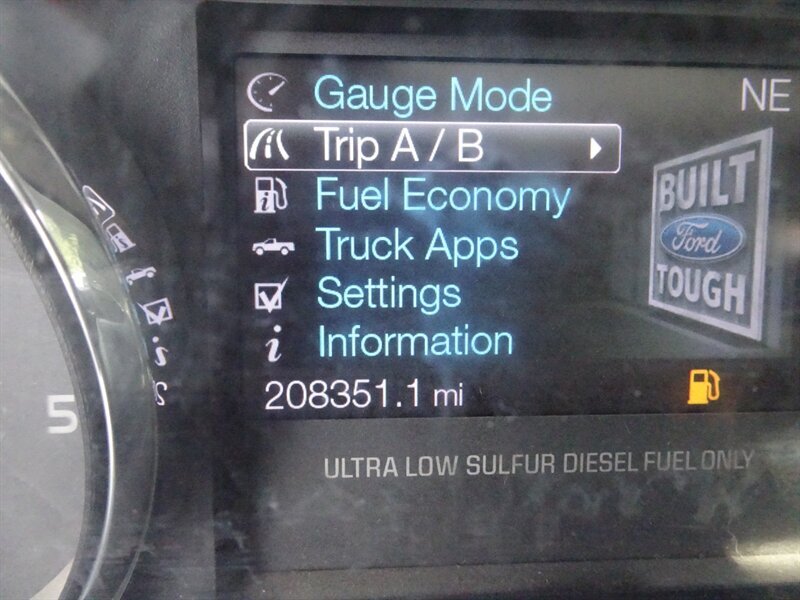 Gauge Mode
NE
Trip A / B
Fuel Economy
Truck Apps
Settings
Information
BUILT
Ford
TOUGH
208351.1 mi
5
ULTRA LOW SULFUR DIESEL FUEL ONLY